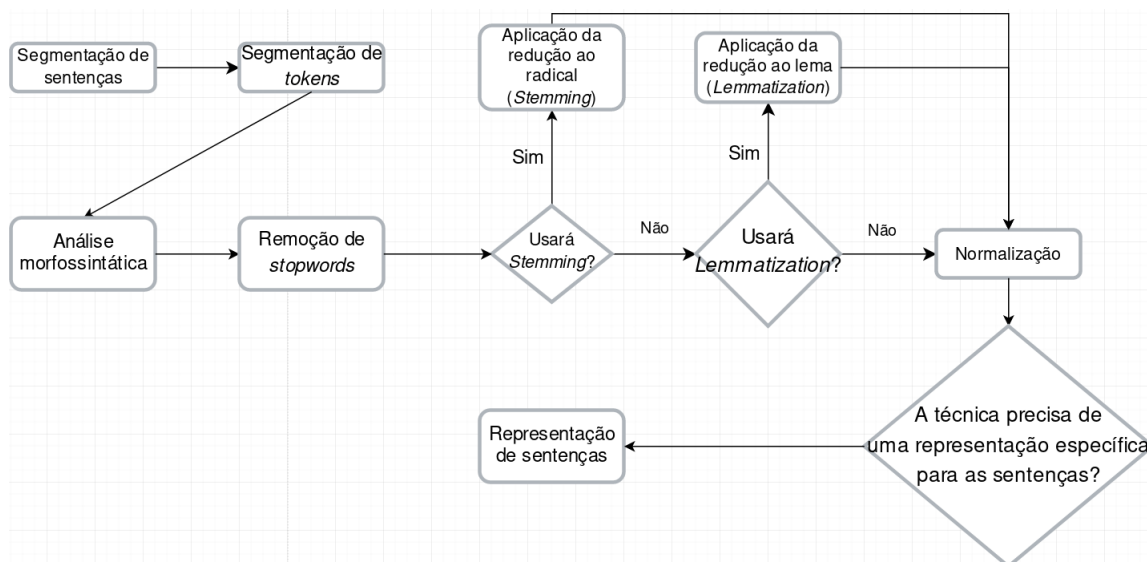 Segmentação de
sentenças
Segmentação de
tokens
Aplicação da
redução ao
radical
(Stemming)
Aplicação da
redução ao lema
(Lemmatization)
Sim
Sim
Análise
morfossintática
Remoção de
stopwords
Usará
Stemming?
Não
Usará
Lemmatization?
Não
Normalização
A técnica precisa de
uma representação específica
para as sentenças?
Representação
de sentenças